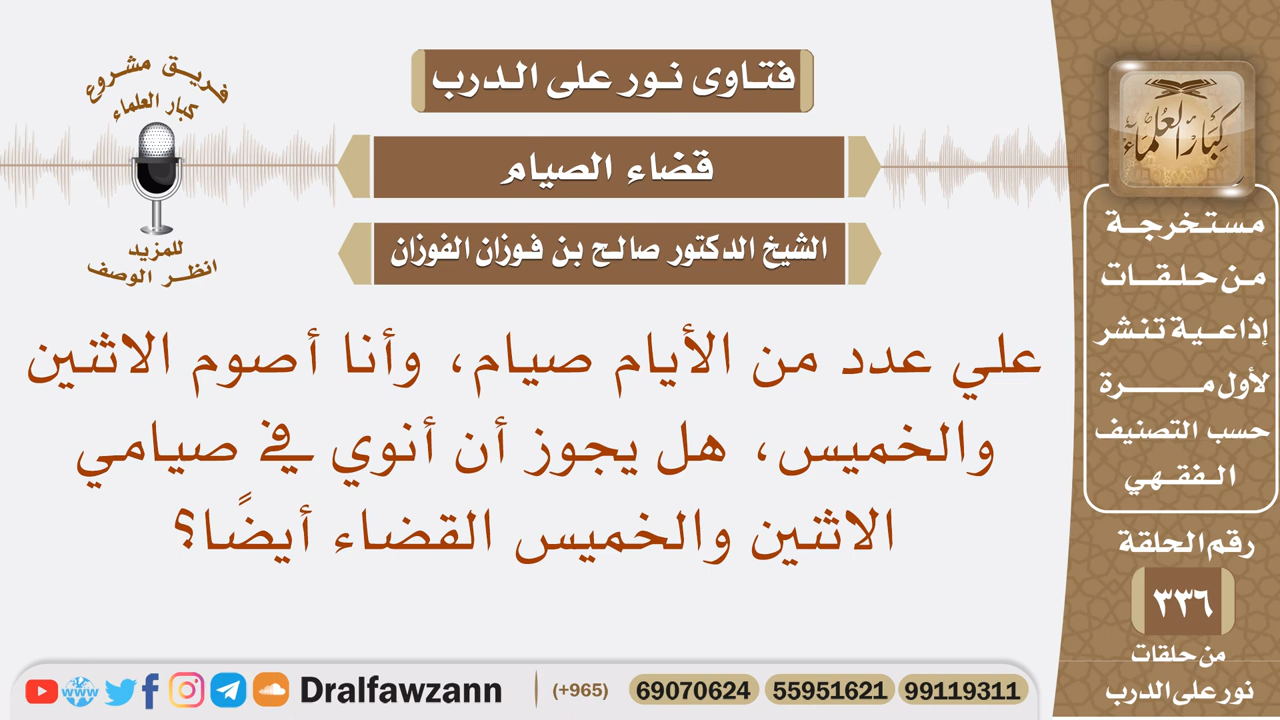 فتاوى نور على الدرب
قضاء الصيام
الشيخ الدكتور صالح بن فوزان الفوزان
فريق مشروع
كبار العلماء
للمزيد
انظر الوصف
علي عدد من الأيام صيام، وأنا أصوم الاثنين
والخميس، هل يجوز أن أنوي في صيامي
الاثنين والخميس القضاء أيضًا؟
كبار العلماء
مستخرجة
من حلقات
إذاعية تنشر
لأول مرة
حسب التصنيف
الفقهي
رقم الحلقة
٣٣٦
من حلقات
نور على الدرب
www Dralfawzann (+965) 69070624 55951621 99119311